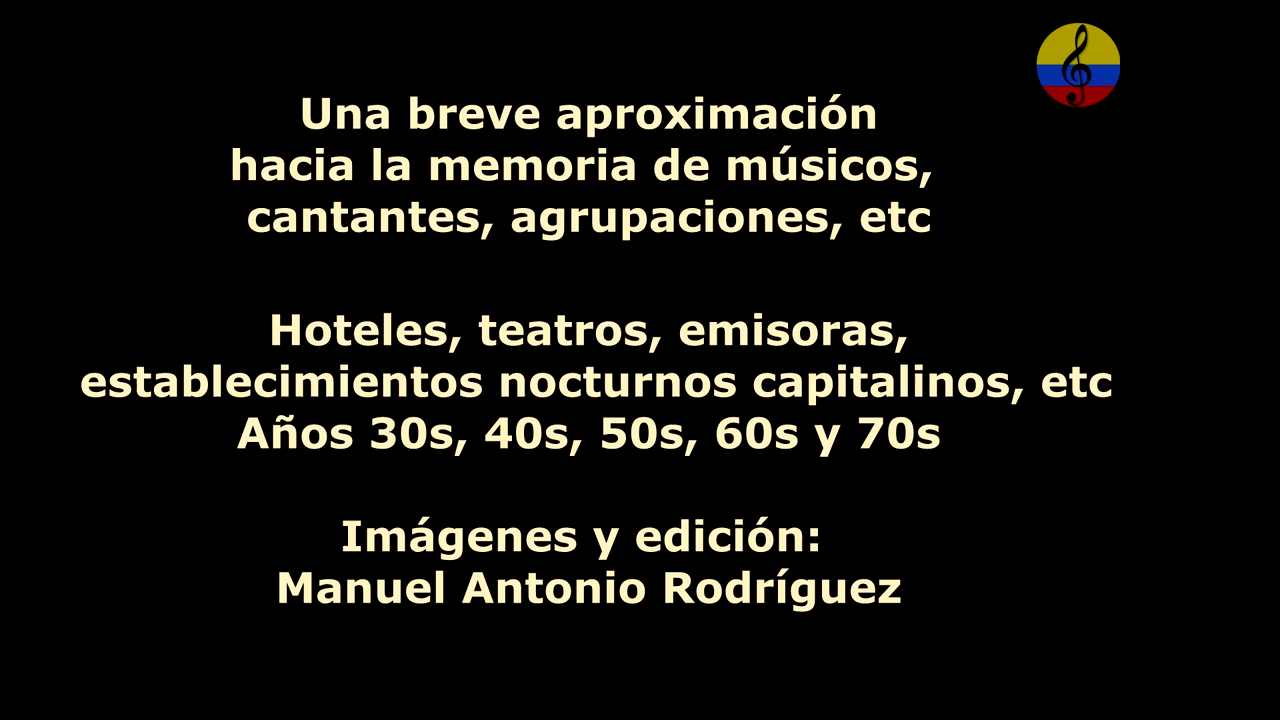 Una breve aproximación
hacia la memoria de músicos,
cantantes, agrupaciones, etc
Hoteles, teatros, emisoras,
establecimientos nocturnos capitalinos, etc
Años 30s, 40s, 50s, 60s y 70s
Imágenes y edición:
Manuel Antonio Rodríguez